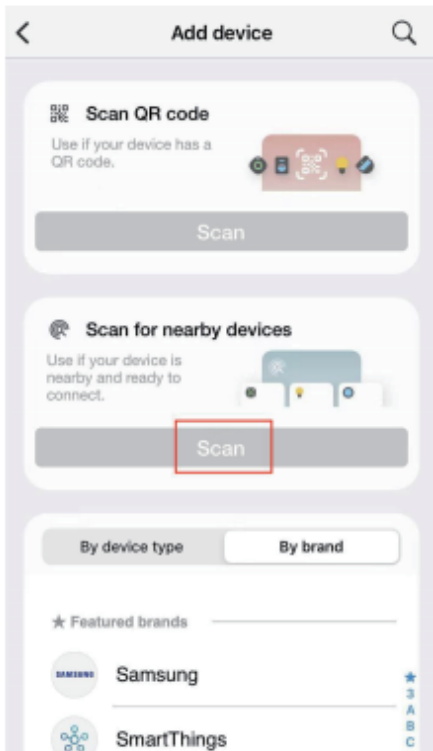 Add device
Scan QR code
Use if your device has a
QR code.
Scan
Scan for nearby devices
Use if your device is
nearby and ready to
connect.
Scan
By device type
By brand
★ Featured brands
SAMSUNG
Samsung
SmartThings
★
3
A
B
C